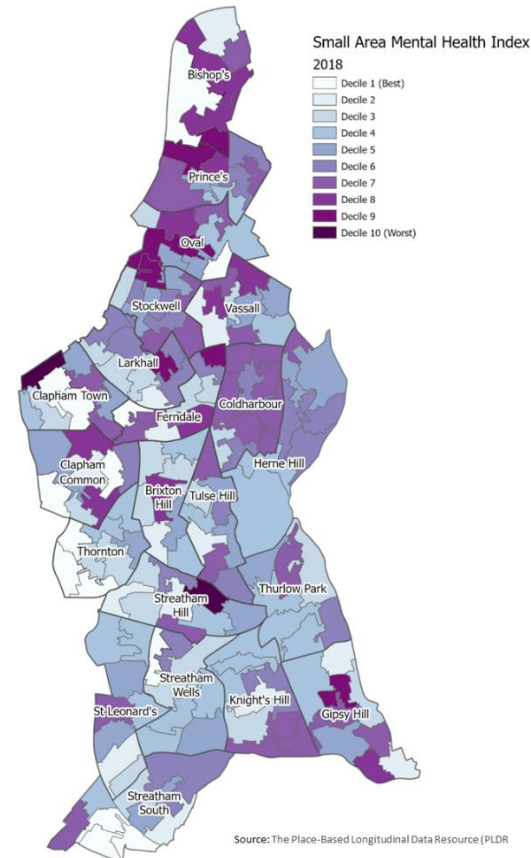 Small Area Mental Health Index
2018
Decile 1 (Best)
Decile 2
Decile 3
Decile 4
Decile 5
Decile 6
Decile 7
Decile 8
Decile 9
Decile 10 (Worst)
Bishop's
Prince's
Oval
Stockwell
Vassall
Larkhall
Clapham Town
Ferndale
Coldharbour
Clapham
Common
Herne Hill
Brixton
Hill
Tulse Hill
Thornton
Thurlow Park
Streatham
Hill
Streatham
Wells
Knight's Hill
St Leonard's
Gipsy Hill
Streatham
South
Source: The Place-Based Longitudinal Data Resource (PLDR